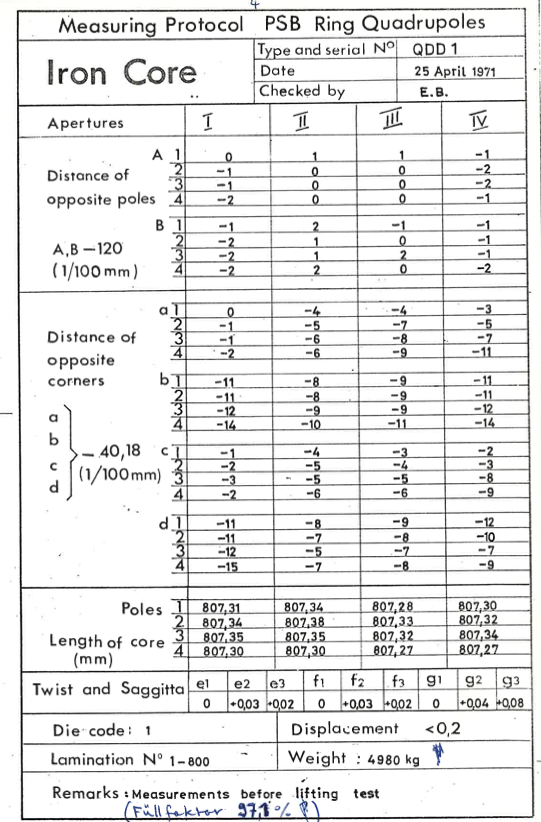 4
Measuring Protocol PSB Ring Quadrupoles
Iron Core
Type and serial N° QDD 1
Date 25 April 1971
Checked by E.B.
Apertures I II III IV
Distance of opposite poles
A,B – 120 (1/100 mm)
A 1 0 1 1 -1
2 -1 0 0 -2
3 -1 0 0 -2
4 -2 0 0 -1
B 1 -1 2 -1 -1
2 -2 1 0 -1
3 -2 1 2 -1
4 -2 2 0 -2
Distance of opposite corners
a b c d } – 40,18 (1/100 mm)
a 1 0 -4 -4 -3
2 -1 -5 -7 -5
3 -1 -6 -8 -7
4 -2 -6 -9 -11
b 1 -11 -8 -9 -11
2 -11 -8 -9 -11
3 -12 -9 -9 -12
4 -14 -10 -11 -14
c 1 -1 -4 -3 -2
2 -2 -5 -4 -3
3 -3 -5 -5 -8
4 -2 -6 -6 -9
d 1 -11 -8 -9 -12
2 -11 -7 -8 -10
3 -12 -5 -7 -7
4 -15 -7 -8 -9
Length of core (mm)
Poles 1 807,31 807,34 807,28 807,30
2 807,34 807,38 807,33 807,32
3 807,35 807,35 807,32 807,34
4 807,30 807,30 807,27 807,27
Twist and Saggitta e1 e2 e3 f1 f2 f3 g1 g2 g3
0 +0,03 +0,02 0 +0,03 +0,02 0 +0,04 +0,08
Die code: 1 Displacement <0,2
Lamination N° 1-800 Weight : 4980 kg
Remarks : Measurements before lifting test
(Füllfaktor 97,1 % !)